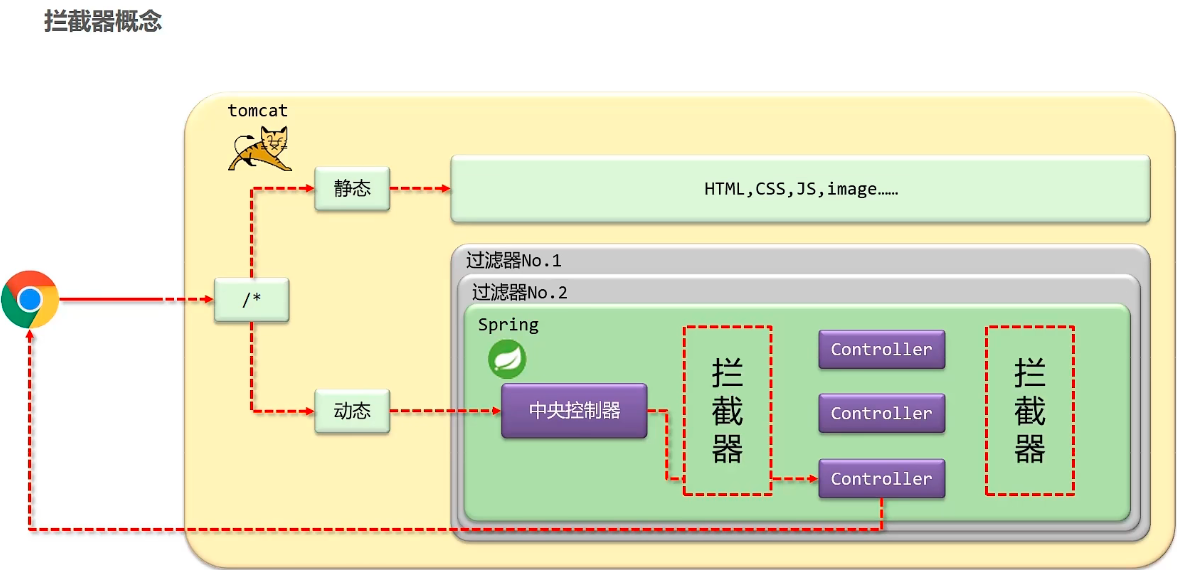 拦截器概念
tomcat
静态
HTML,CSS,JS,image……
/*
过滤器No.1
过滤器No.2
Spring
动态
中央控制器
拦
截
器
Controller
Controller
Controller
拦
截
器